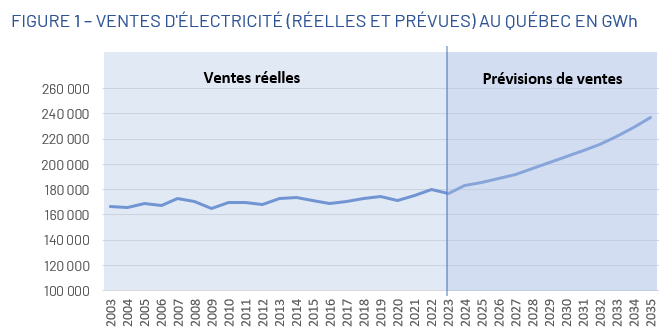 FIGURE 1 – VENTES D'ÉLECTRICITÉ (RÉELLES ET PRÉVUES) AU QUÉBEC EN GWh
Ventes réelles
Prévisions de ventes
260 000
240 000
220 000
200 000
180 000
160 000
140 000
120 000
100 000
2003 2004 2005 2006 2007 2008 2009 2010 2011 2012 2013 2014 2015 2016 2017 2018 2019 2020 2021 2022 2023 2024 2025 2026 2027 2028 2029 2030 2031 2032 2033 2034 2035